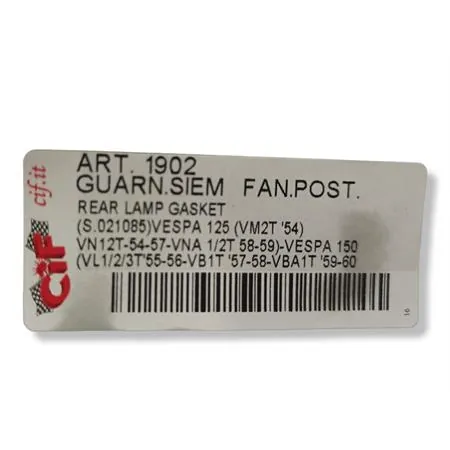 cif.it
CIF
ART. 1902
GUARN.SIEM FAN.POST.
REAR LAMP GASKET
(S.021085)VESPA 125 (VM2T '54)
VN12T-54-57-VNA 1/2T 58-59)-VESPA 150
(VL1/2/3T'55-56-VB1T '57-58-VBA1T '59-60
16